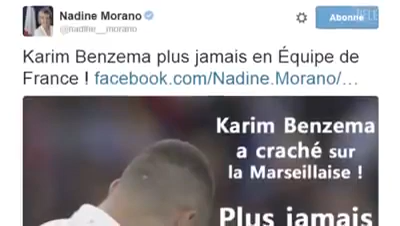 Nadine Morano
@nadine__morano
Abonné
Karim Benzema plus jamais en Équipe de
France ! facebook.com/Nadine.Morano/…
Karim Benzema
a craché sur
la Marseillaise !
Plus jamais